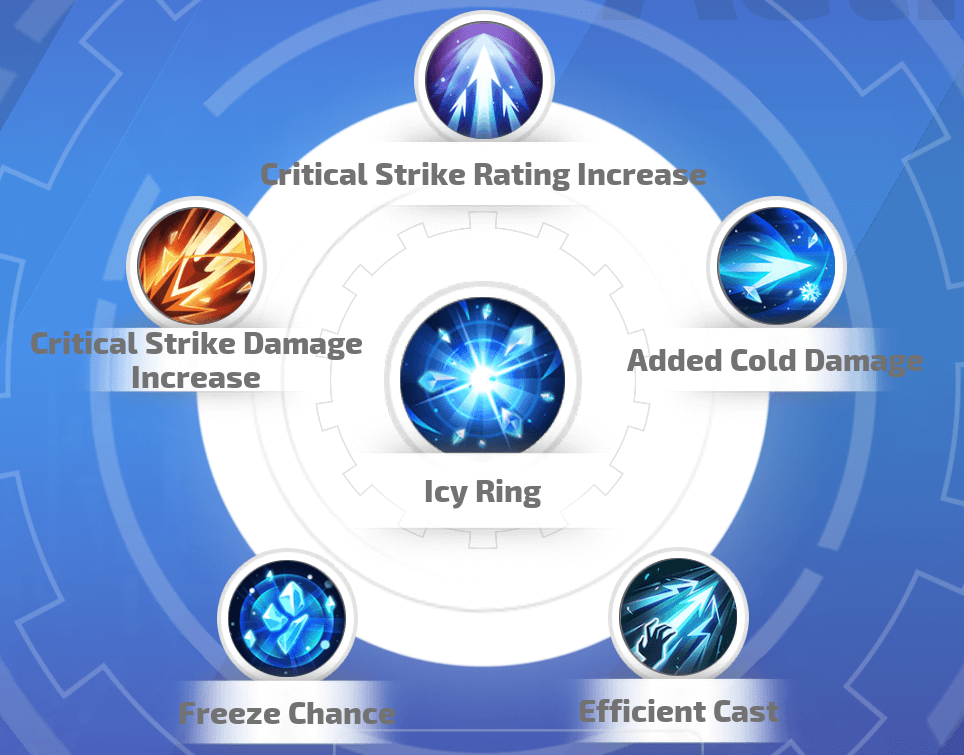 Critical Strike Rating Increase
Critical Strike Damage
Increase
Added Cold Damage
Icy Ring
Freeze Chance
Efficient Cast